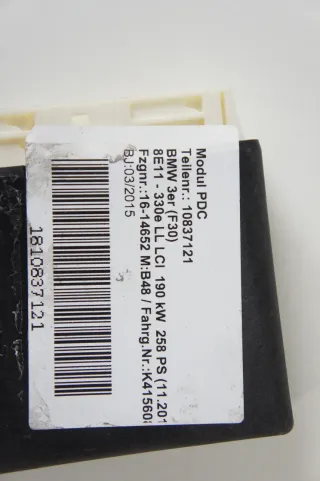 Modul PDC
Teilenr.: 10837121
BMW 3er (F30)
8E11 - 330e LL LCI 190 kW 258 PS (11.201
Fzgnr.:16-14652 M:B48 / Fahrg.Nr.:K41560
BJ:03/2015
1810837121